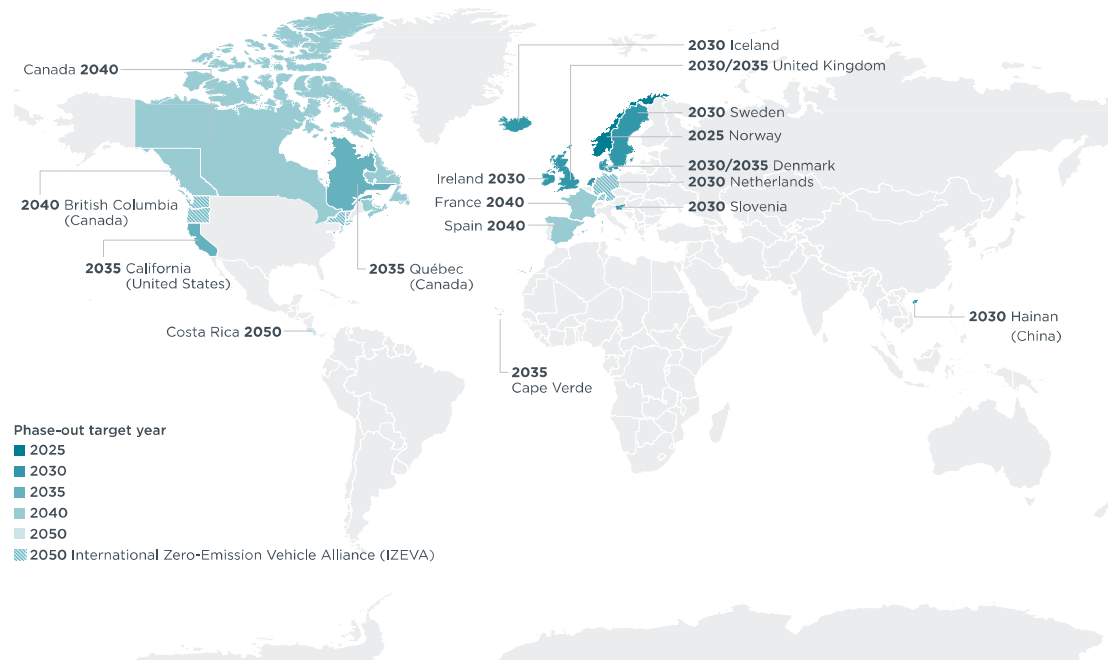 Canada 2040
2040 British Columbia
(Canada)
2035 California
(United States)
2035 Québec
(Canada)
Costa Rica 2050
2030 Iceland
2030/2035 United Kingdom
2030 Sweden
2025 Norway
2030/2035 Denmark
2030 Netherlands
2030 Slovenia
Ireland 2030
France 2040
Spain 2040
2035
Cape Verde
2030 Hainan
(China)
Phase-out target year
2025
2030
2035
2040
2050
2050 International Zero-Emission Vehicle Alliance (IZEVA)